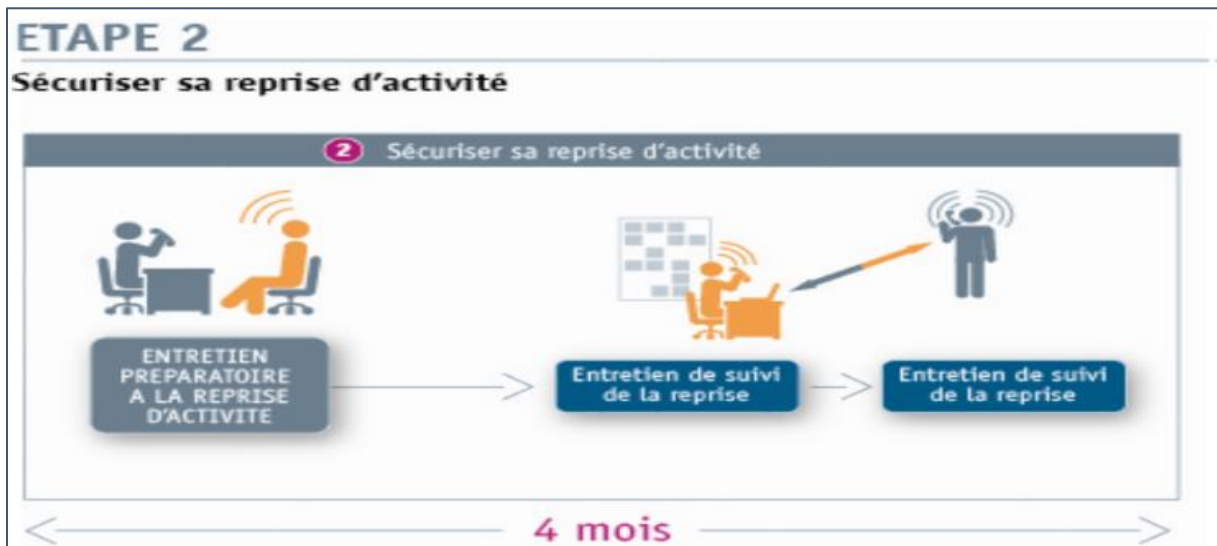 ETAPE 2
Sécuriser sa reprise d'activité
2 Sécuriser sa reprise d'activité
ENTRETIEN
PREPARATOIRE
A LA REPRISE
D'ACTIVITE
Entretien de suivi
de la reprise
Entretien de suivi
de la reprise
4 mois